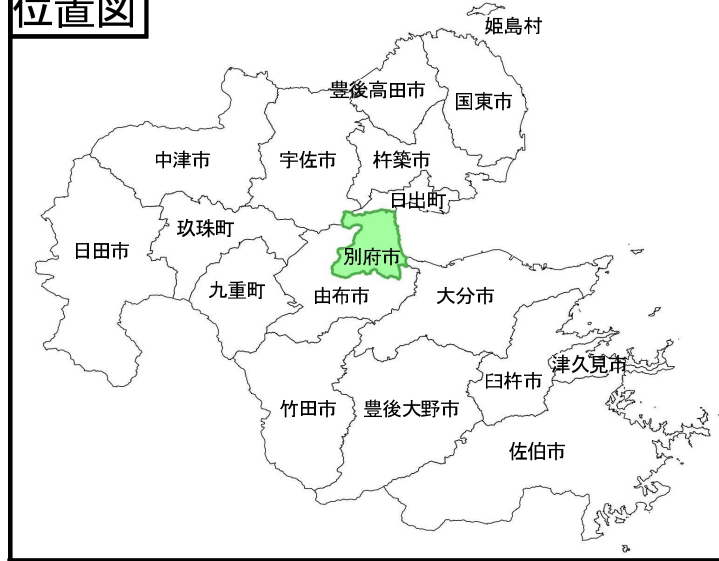 位置図
姫島村
豊後高田市
国東市
中津市
宇佐市
杵築市
日出町
玖珠町
日田市
別府市
九重町
由布市
大分市
津久見市
臼杵市
竹田市
豊後大野市
佐伯市